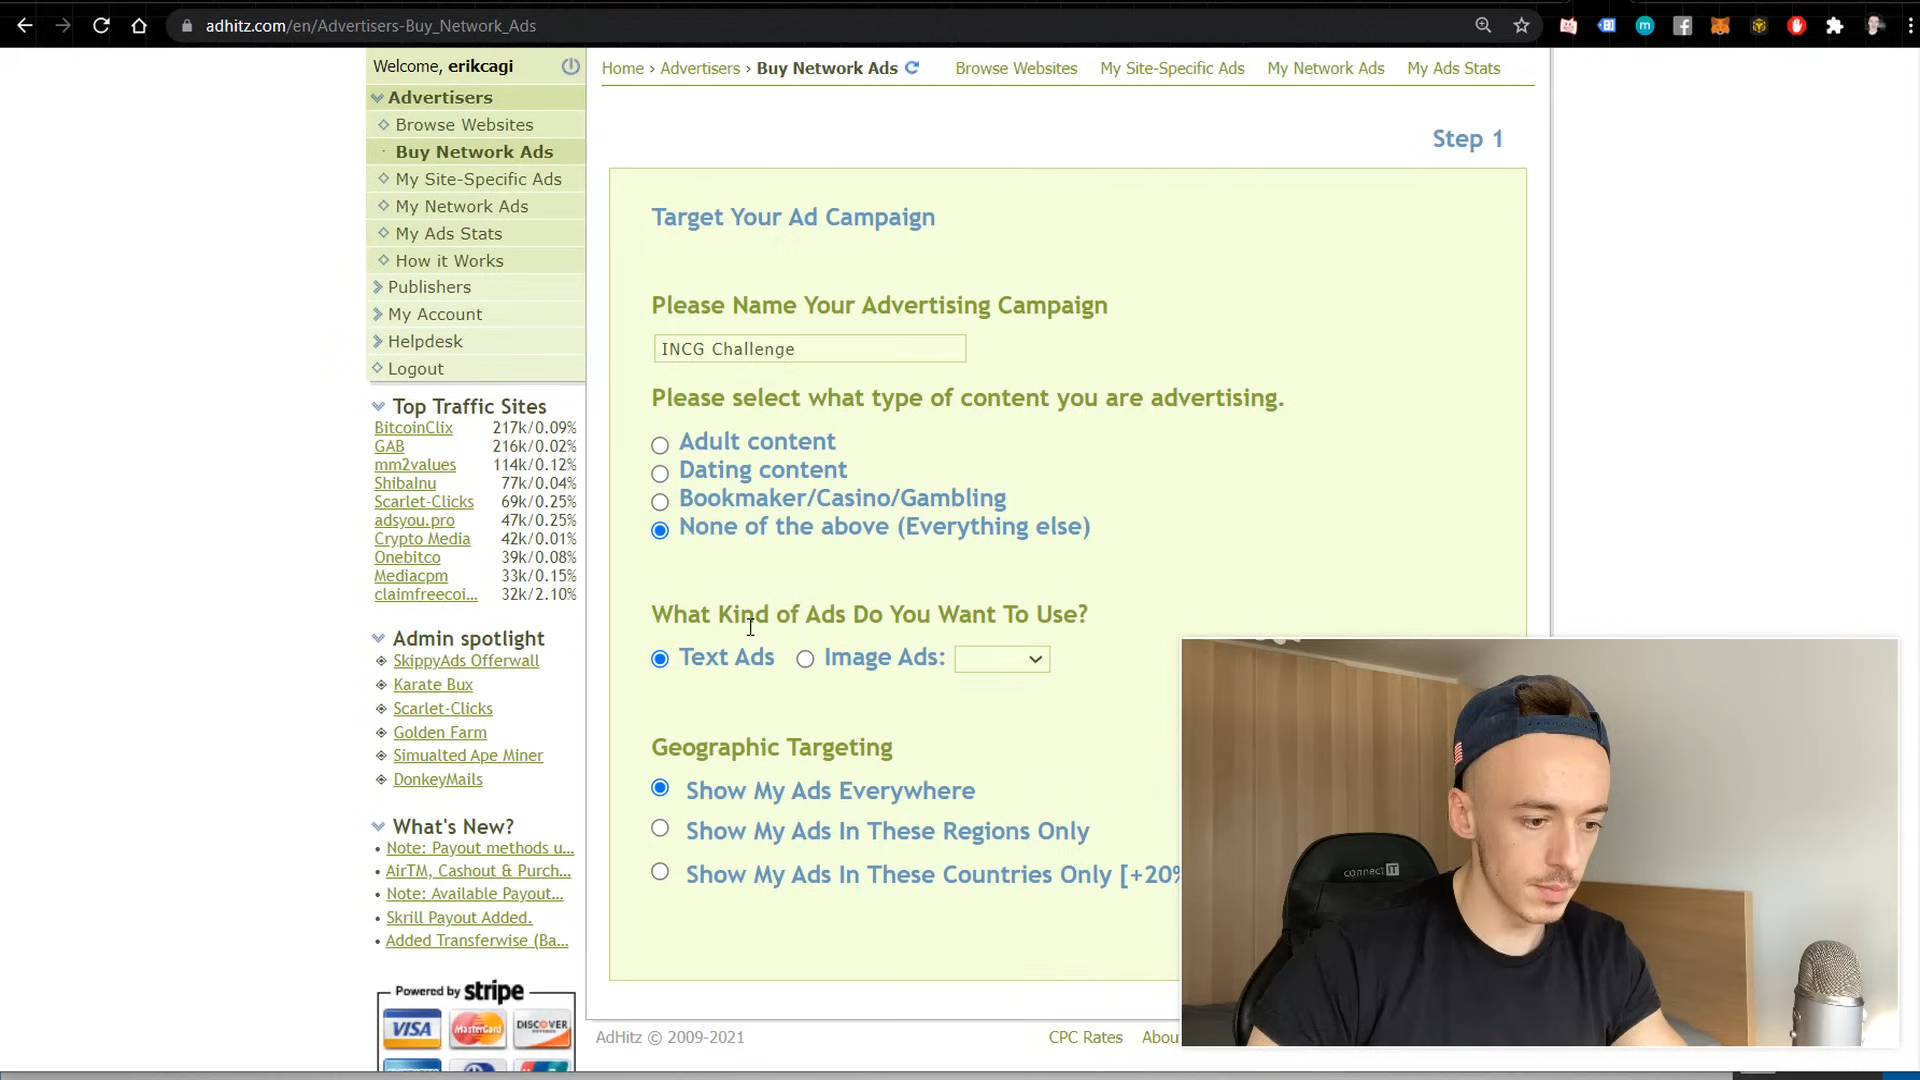 adhitz.com/en/Advertisers-Buy_Network_Ads
Welcome, erikcagi
Advertisers
Browse Websites
Buy Network Ads
My Site-Specific Ads
My Network Ads
My Ads Stats
How it Works
Publishers
My Account
Helpdesk
Logout
Top Traffic Sites
BitcoinClix 217k/0.09%
GAB 216k/0.02%
mm2values 114k/0.12%
ShibaInu 77k/0.04%
Scarlet-Clicks 69k/0.25%
adsyou.pro 47k/0.25%
Crypto Media 42k/0.01%
Onebitco 39k/0.08%
Mediacpm 33k/0.15%
claimfreecoi... 32k/2.10%
Admin spotlight
SkippyAds Offerwall
Karate Bux
Scarlet-Clicks
Golden Farm
Simualted Ape Miner
DonkeyMails
What's New?
Note: Payout methods u...
AirTM, Cashout & Purch...
Note: Available Payout...
Skrill Payout Added.
Added Transferwise (Ba...
Powered by stripe
VISA MasterCard DISCOVER
Home › Advertisers › Buy Network Ads Browse Websites My Site-Specific Ads My Network Ads My Ads Stats
Step 1
Target Your Ad Campaign
Please Name Your Advertising Campaign
INCG Challenge
Please select what type of content you are advertising.
Adult content
Dating content
Bookmaker/Casino/Gambling
None of the above (Everything else)
What Kind of Ads Do You Want To Use?
Text Ads Image Ads:
Geographic Targeting
Show My Ads Everywhere
Show My Ads In These Regions Only
Show My Ads In These Countries Only [+20%
AdHitz © 2009-2021 CPC Rates Abou
connect IT